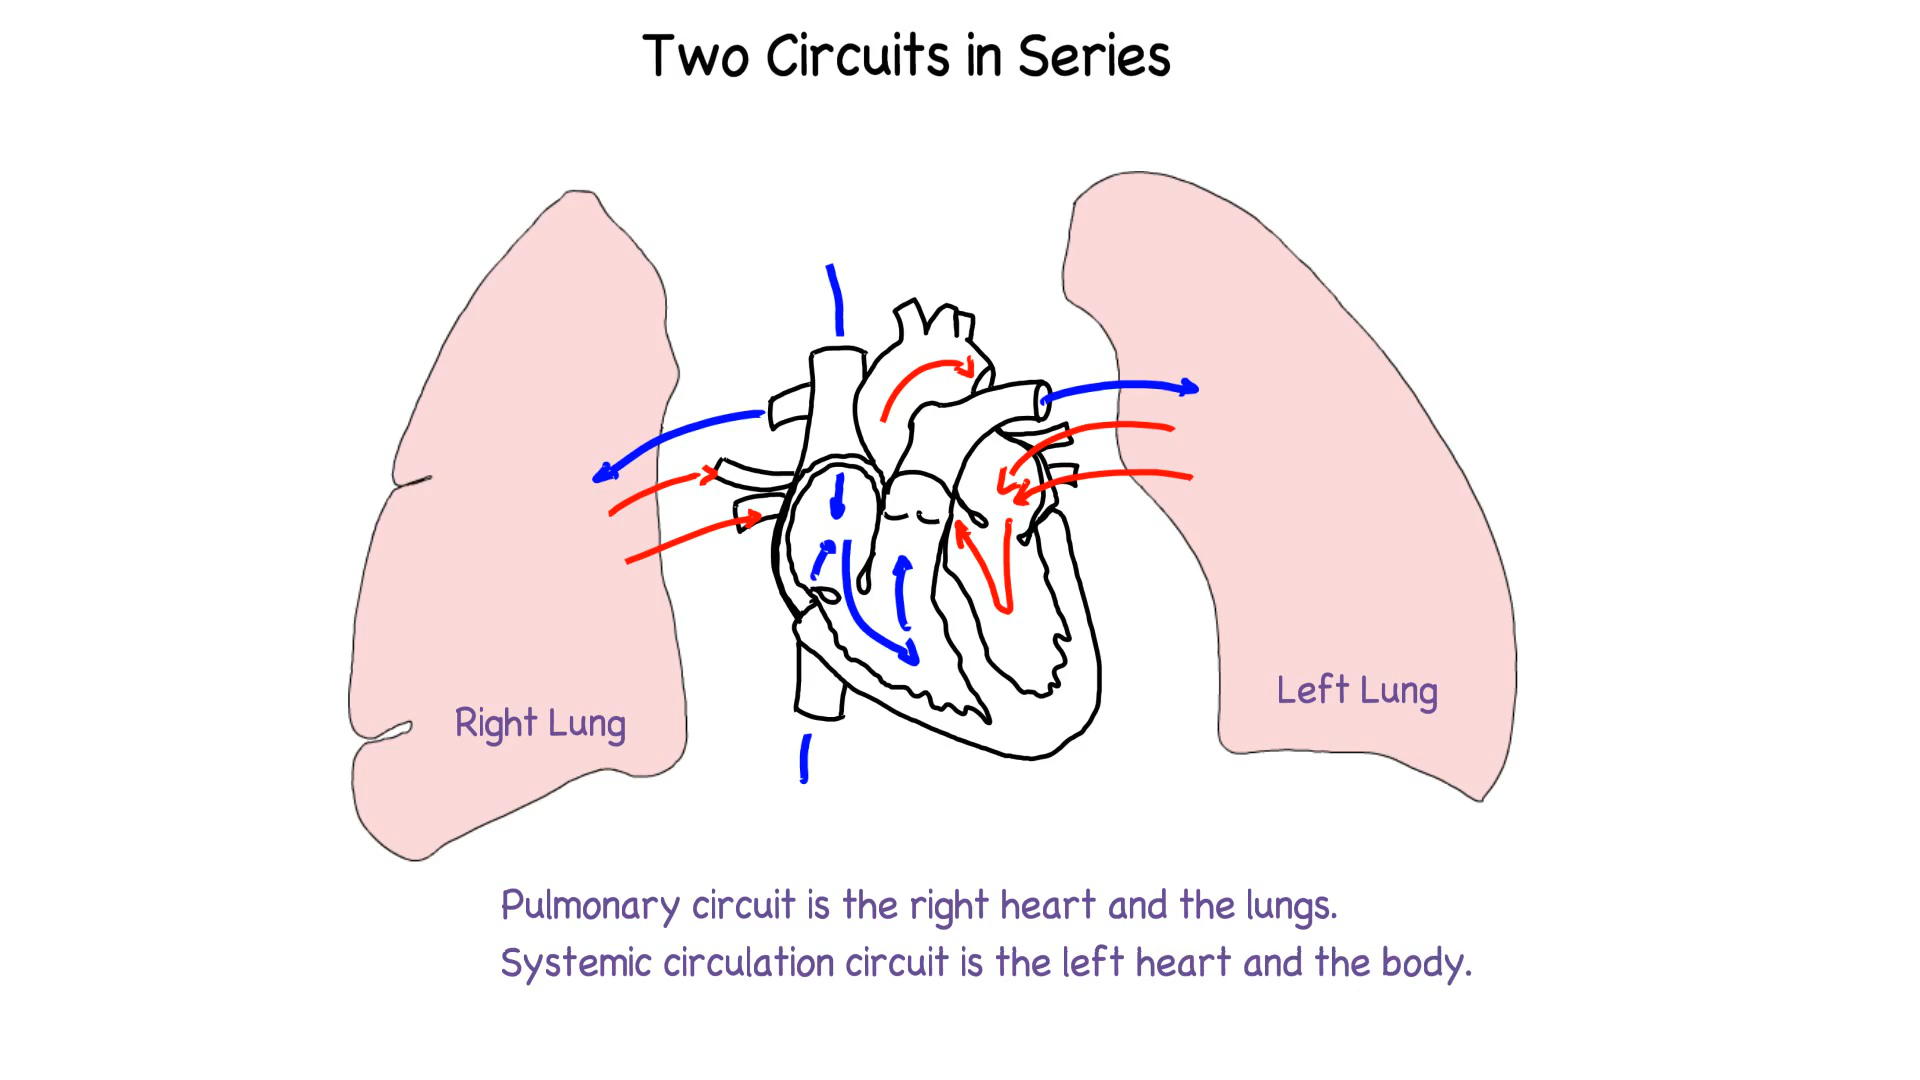 Two Circuits in Series
Right Lung
Left Lung
Pulmonary circuit is the right heart and the lungs.
Systemic circulation circuit is the left heart and the body.